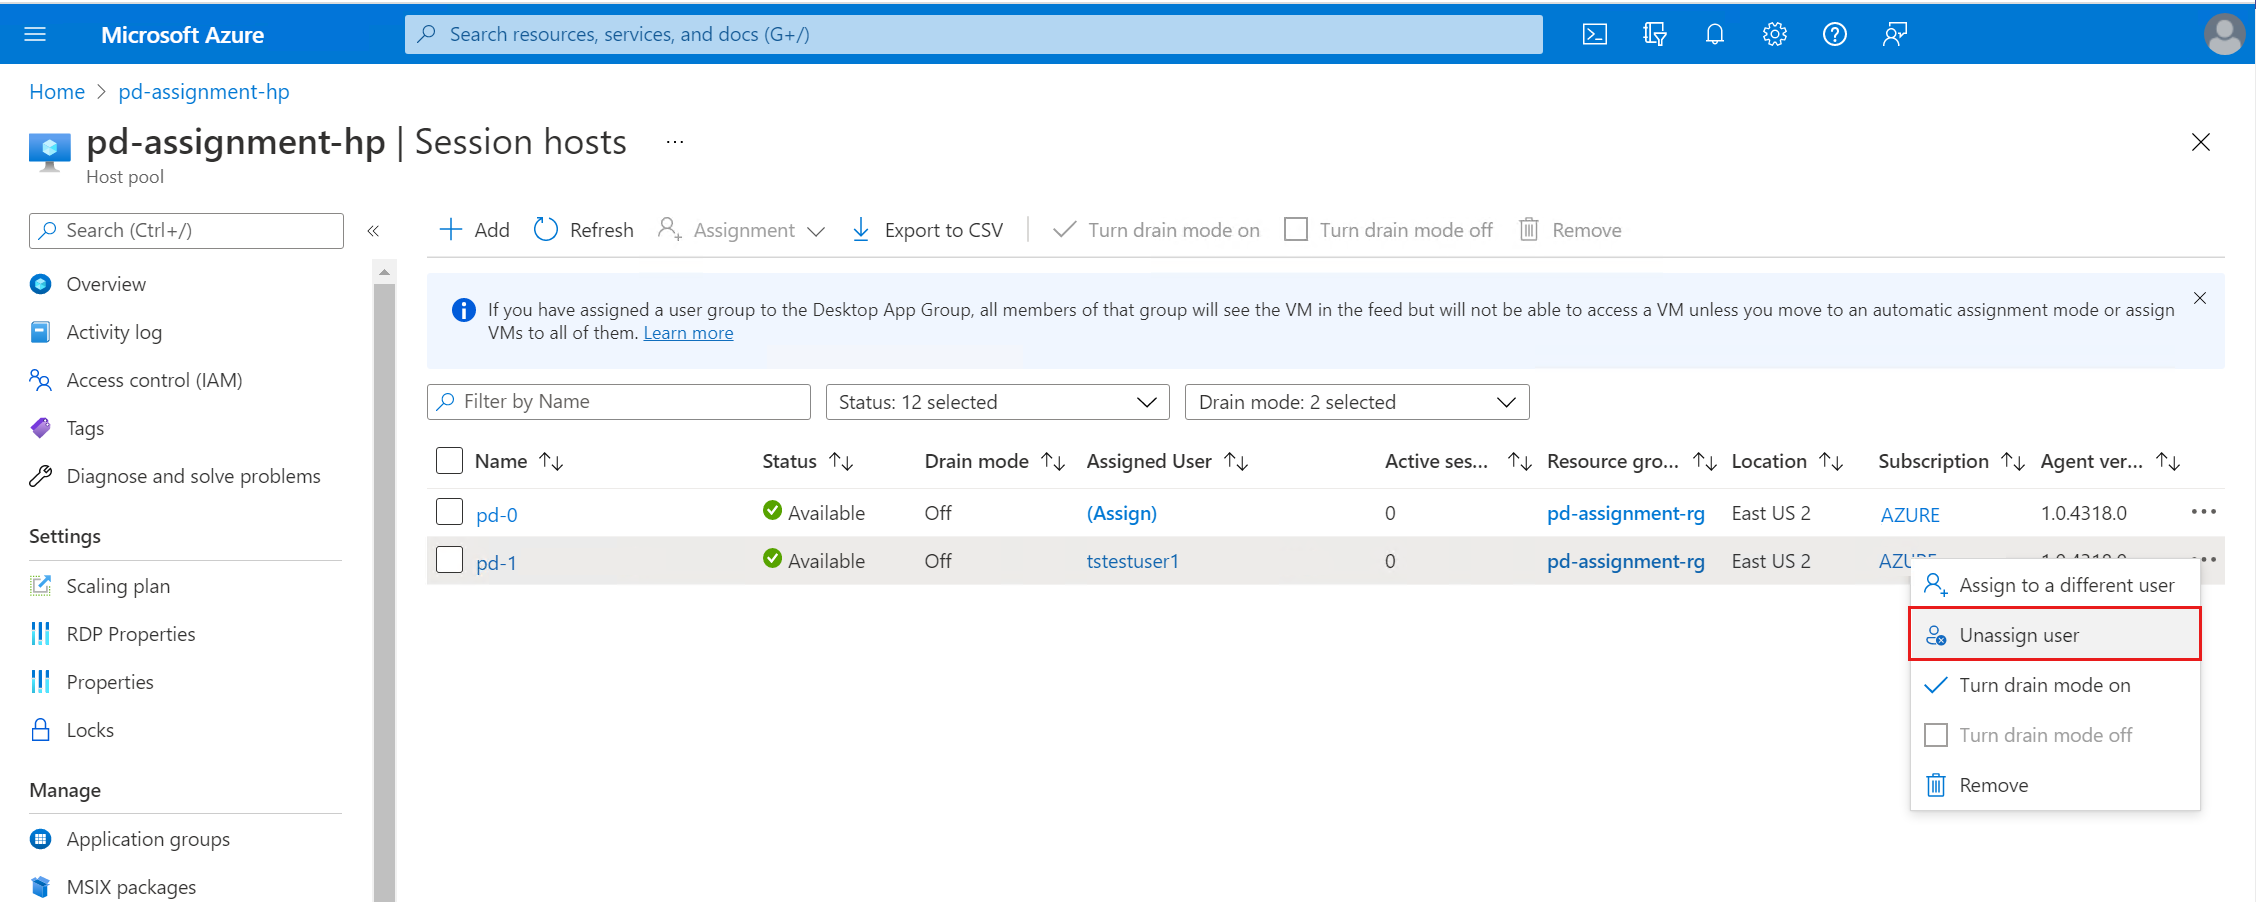 Microsoft Azure
Search resources, services, and docs (G+/)
Home > pd-assignment-hp
pd-assignment-hp | Session hosts ...
Host pool
Search (Ctrl+/)
«
Add
Refresh
Assignment
Export to CSV
Turn drain mode on
Turn drain mode off
Remove
Overview
Activity log
Access control (IAM)
Tags
Diagnose and solve problems
Settings
Scaling plan
RDP Properties
Properties
Locks
Manage
Application groups
MSIX packages
If you have assigned a user group to the Desktop App Group, all members of that group will see the VM in the feed but will not be able to access a VM unless you move to an automatic assignment mode or assign
VMs to all of them. Learn more
Filter by Name
Status: 12 selected
Drain mode: 2 selected
Name Status Drain mode Assigned User Active ses... Resource gro... Location Subscription Agent ver...
pd-0 Available Off (Assign) 0 pd-assignment-rg East US 2 AZURE 1.0.4318.0
pd-1 Available Off tstestuser1 0 pd-assignment-rg East US 2 AZURE 1.0.4318.0
Assign to a different user
Unassign user
Turn drain mode on
Turn drain mode off
Remove